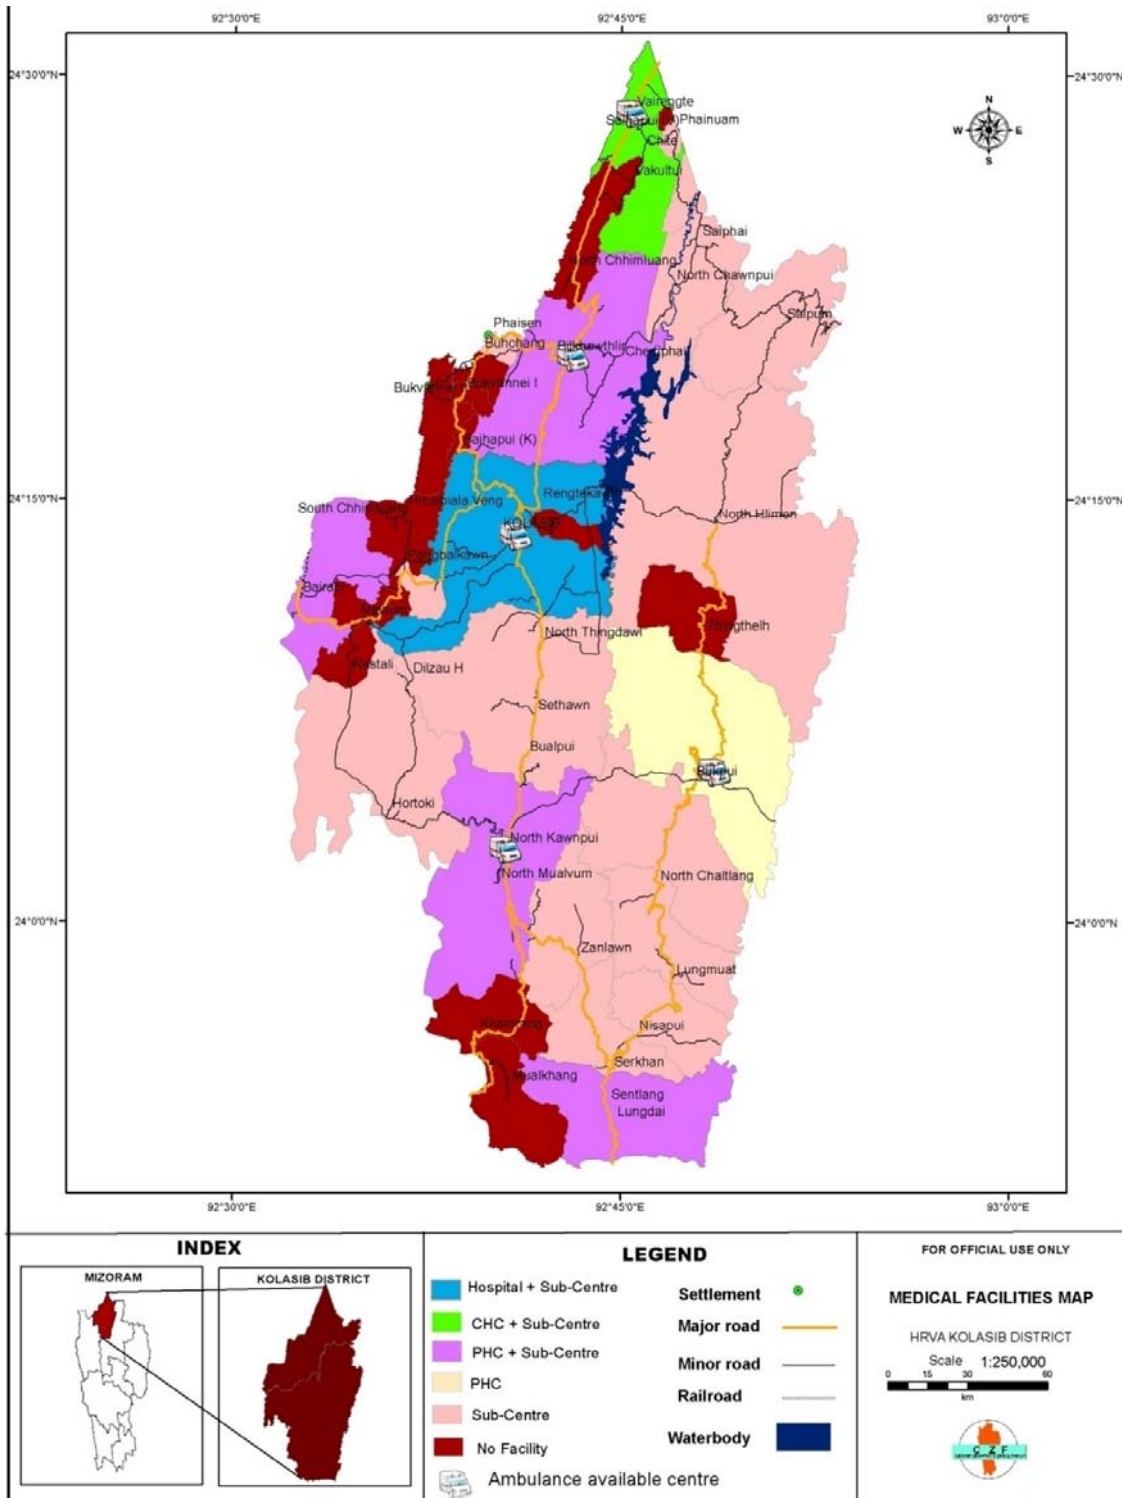 92°30'0"E 92°45'0"E 93°0'0"E
24°30'0"N 24°30'0"N
N
W E
S
Vairengte
Phainuam
Chite
Vakultui
Saiphai
North Chhimluang
North Chawnpui
Saipum
Phaisen
Buhchang
Bilkhawthlir
Chemphai
Bukvannei I
Saihapui (K)
24°15'0"N 24°15'0"N
Rengtekawn
South Chhimluang
North Hlimen
KOLASIB
Pangbalkawn
Bairabi
Thingthelh
North Thingdawl
Rastali
Dilzau H
Sethawn
Bualpui
Bukpui
Hortoki
North Kawnpui
North Mualvum
North Chaltlang
24°0'0"N 24°0'0"N
Zanlawn
Lungmuat
Nisapui
Serkhan
Mualkhang
Sentlang
Lungdai
92°30'0"E 92°45'0"E 93°0'0"E
INDEX
MIZORAM
KOLASIB DISTRICT
LEGEND
Hospital + Sub-Centre
CHC + Sub-Centre
PHC + Sub-Centre
PHC
Sub-Centre
No Facility
Ambulance available centre
Settlement
Major road
Minor road
Railroad
Waterbody
FOR OFFICIAL USE ONLY
MEDICAL FACILITIES MAP
HRVA KOLASIB DISTRICT
Scale 1:250,000
0 15 30 60
km
C Z F